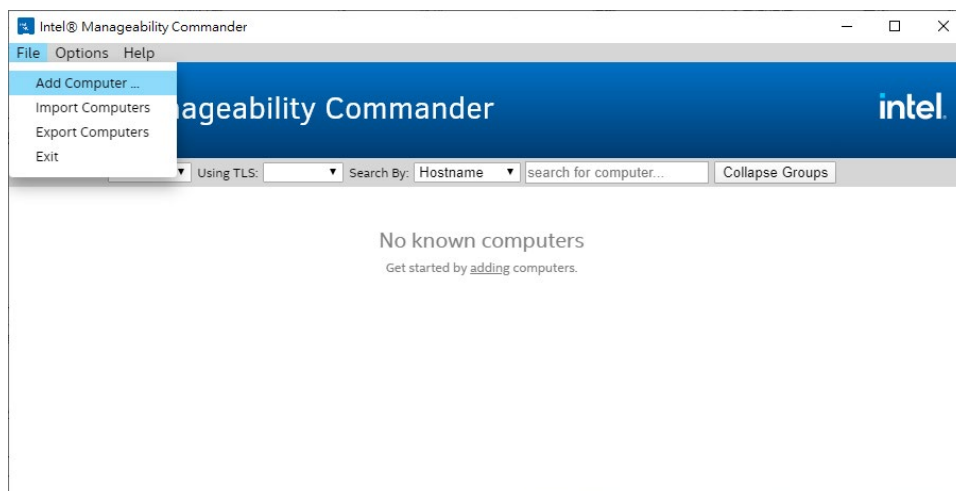 Intel® Manageability Commander
File Options Help
Add Computer ...
Import Computers
Export Computers
Exit
ageability Commander
intel.
Using TLS: Search By: Hostname search for computer... Collapse Groups
No known computers
Get started by adding computers.